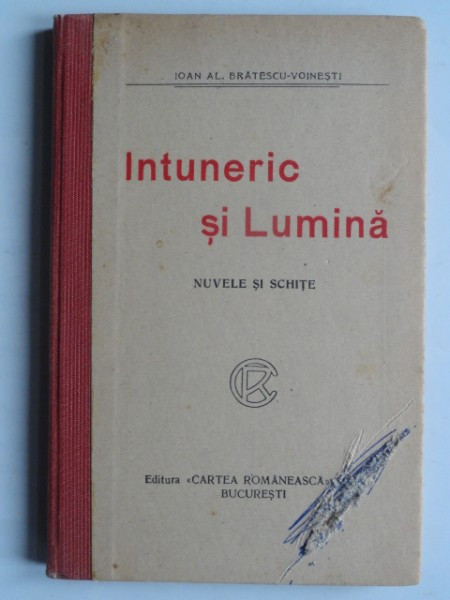 IOAN AL. BRĂTESCU-VOINEȘTI
Intuneric
și Lumină
NUVELE ȘI SCHIȚE
CR
Editura «CARTEA ROMÂNEASCĂ»
BUCUREȘTI